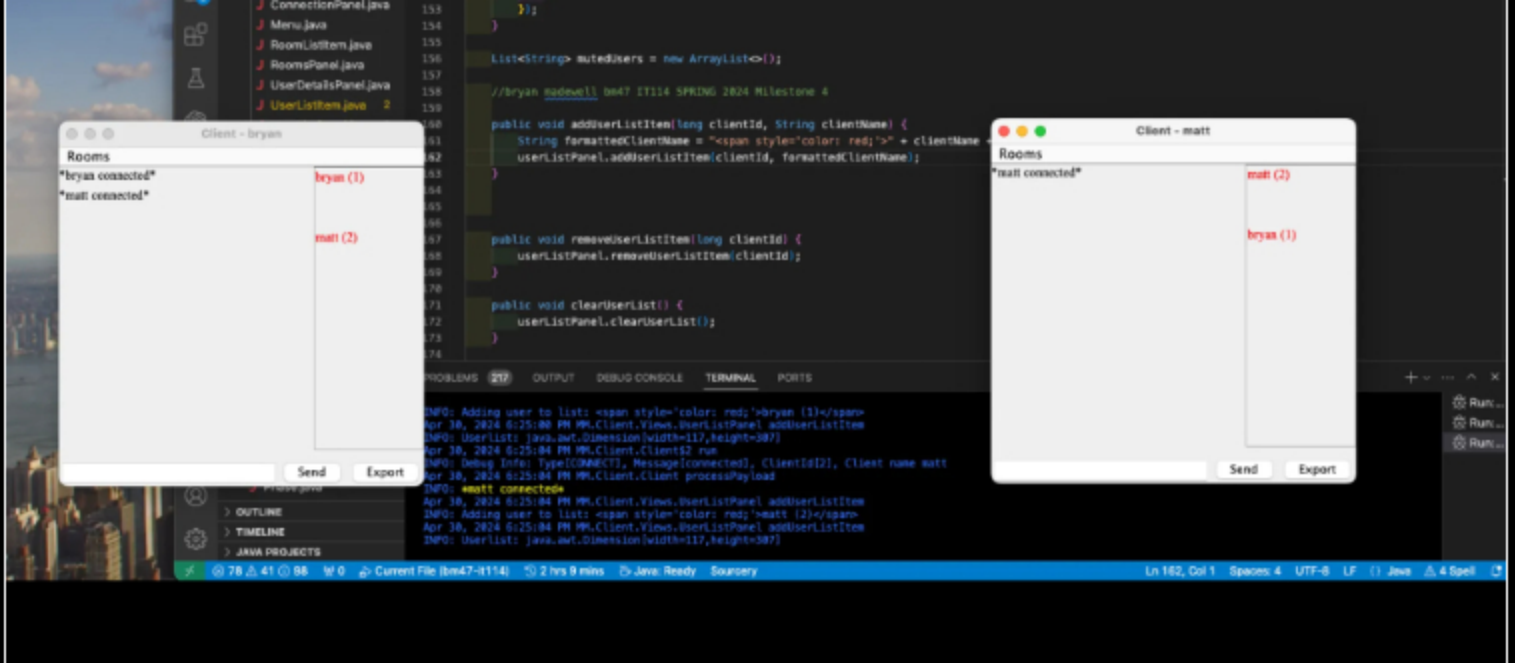 ConnectionPanel.java
Menu.java
RoomListItem.java
RoomsPanel.java
UserDetailsPanel.java
UserListItem.java 2
OUTLINE
TIMELINE
JAVA PROJECTS
153 });
154 }
155
156 List<String> mutedUsers = new ArrayList<>();
157
158 //bryan madewell bm47 IT114 SPRING 2024 Milestone 4
159
160 public void addUserListItem(long clientId, String clientName) {
161 String formattedClientName = "<span style='color: red;'>" + clientName +
162 userListPanel.addUserListItem(clientId, formattedClientName);
163 }
164
165
166
167 public void removeUserListItem(long clientId) {
168 userListPanel.removeUserListItem(clientId);
169 }
170
171 public void clearUserList() {
172 userListPanel.clearUserList();
173 }
174
Client - bryan
Rooms
*bryan connected*
*matt connected*
bryan (1)
matt (2)
Send Export
Client - matt
Rooms
*matt connected*
matt (2)
bryan (1)
Send Export
PROBLEMS 217 OUTPUT DEBUG CONSOLE TERMINAL PORTS
INFO: Adding user to list: <span style='color: red;'>bryan (1)</span>
Apr 30, 2024 6:25:00 PM MM.Client.Views.UserListPanel addUserListItem
INFO: Userlist: java.awt.Dimension[width=117,height=307]
Apr 30, 2024 6:25:04 PM MM.Client.Client$2 run
INFO: Debug Info: Type[CONNECT], Message[connected], ClientId[2], Client name matt
Apr 30, 2024 6:25:04 PM MM.Client.Client processPayload
INFO: *matt connected*
Apr 30, 2024 6:25:04 PM MM.Client.Views.UserListPanel addUserListItem
INFO: Adding user to list: <span style='color: red;'>matt (2)</span>
Apr 30, 2024 6:25:04 PM MM.Client.Views.UserListPanel addUserListItem
INFO: Userlist: java.awt.Dimension[width=117,height=307]
Run:...
Run:...
Run:...
78 41 98 0 Current File (bm47-it114) 2 hrs 9 mins Java: Ready Sourcery Ln 162, Col 1 Spaces: 4 UTF-8 LF {} Java 4 Spell